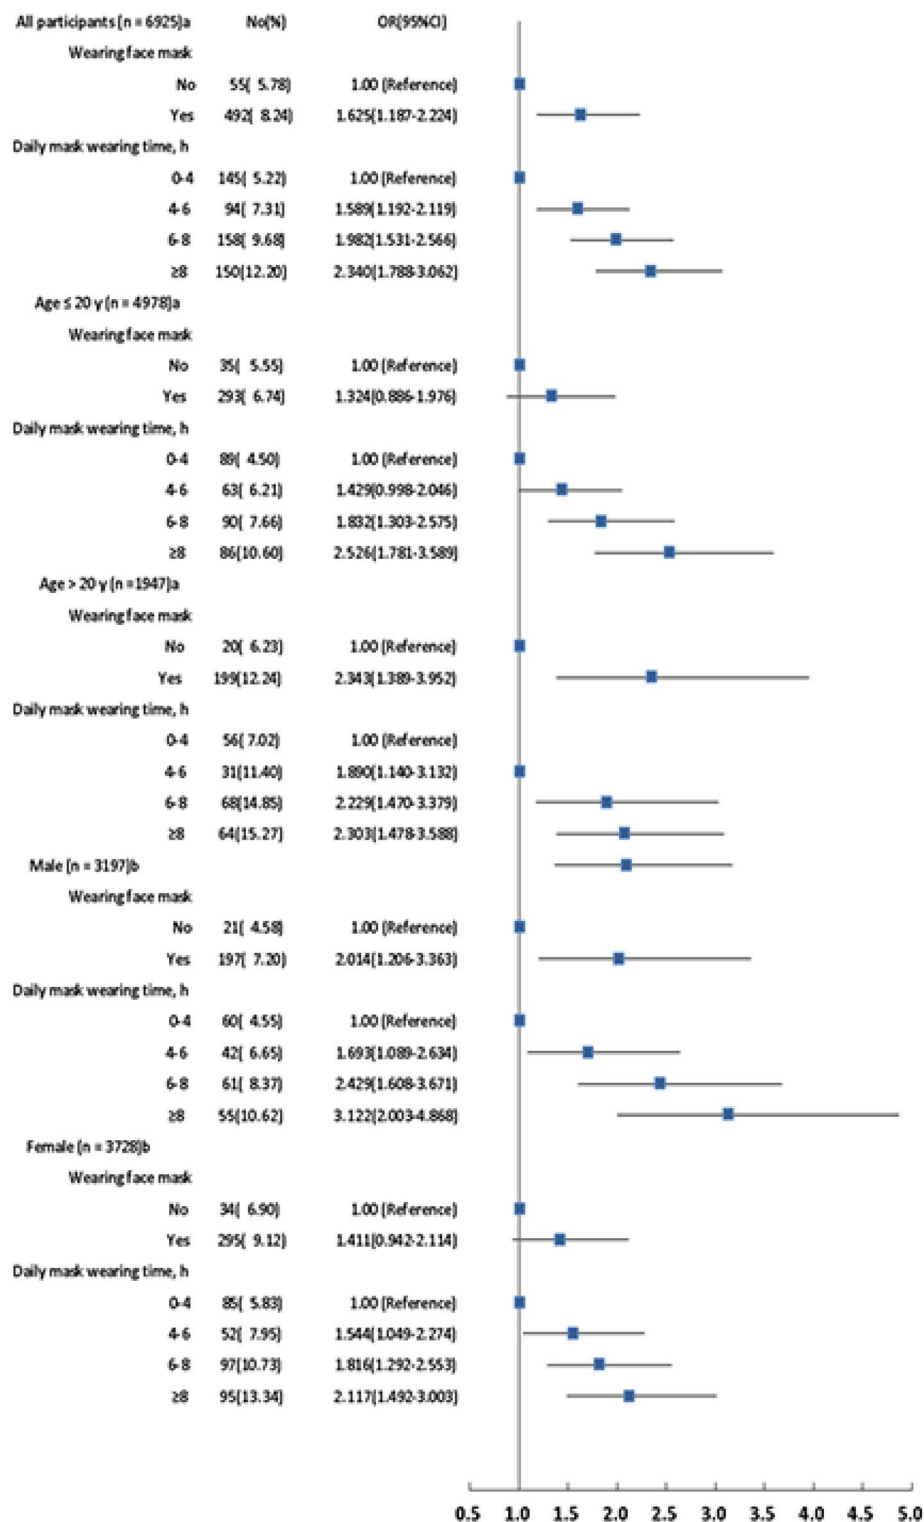 All participants (n = 6925)a No(%) OR(95%CI)
Wearing face mask
No 55( 5.78) 1.00 (Reference)
Yes 492( 8.24) 1.625(1.187-2.224)
Daily mask wearing time, h
0-4 145( 5.22) 1.00 (Reference)
4-6 94( 7.31) 1.589(1.192-2.119)
6-8 158( 9.68) 1.982(1.531-2.566)
≥8 150(12.20) 2.340(1.788-3.062)
Age ≤ 20 y (n = 4978)a
Wearing face mask
No 35( 5.55) 1.00 (Reference)
Yes 293( 6.74) 1.324(0.886-1.976)
Daily mask wearing time, h
0-4 89( 4.50) 1.00 (Reference)
4-6 63( 6.21) 1.429(0.998-2.046)
6-8 90( 7.66) 1.832(1.303-2.575)
≥8 86(10.60) 2.526(1.781-3.589)
Age > 20 y (n =1947)a
Wearing face mask
No 20( 6.23) 1.00 (Reference)
Yes 199(12.24) 2.343(1.389-3.952)
Daily mask wearing time, h
0-4 56( 7.02) 1.00 (Reference)
4-6 31(11.40) 1.890(1.140-3.132)
6-8 68(14.85) 2.229(1.470-3.379)
≥8 64(15.27) 2.303(1.478-3.588)
Male (n = 3197)b
Wearing face mask
No 21( 4.58) 1.00 (Reference)
Yes 197( 7.20) 2.014(1.206-3.363)
Daily mask wearing time, h
0-4 60( 4.55) 1.00 (Reference)
4-6 42( 6.65) 1.693(1.089-2.634)
6-8 61( 8.37) 2.429(1.608-3.671)
≥8 55(10.62) 3.122(2.003-4.868)
Female (n = 3728)b
Wearing face mask
No 34( 6.90) 1.00 (Reference)
Yes 295( 9.12) 1.411(0.942-2.114)
Daily mask wearing time, h
0-4 85( 5.83) 1.00 (Reference)
4-6 52( 7.95) 1.544(1.049-2.274)
6-8 97(10.73) 1.816(1.292-2.553)
≥8 95(13.34) 2.117(1.492-3.003)
0.5 1.0 1.5 2.0 2.5 3.0 3.5 4.0 4.5 5.0